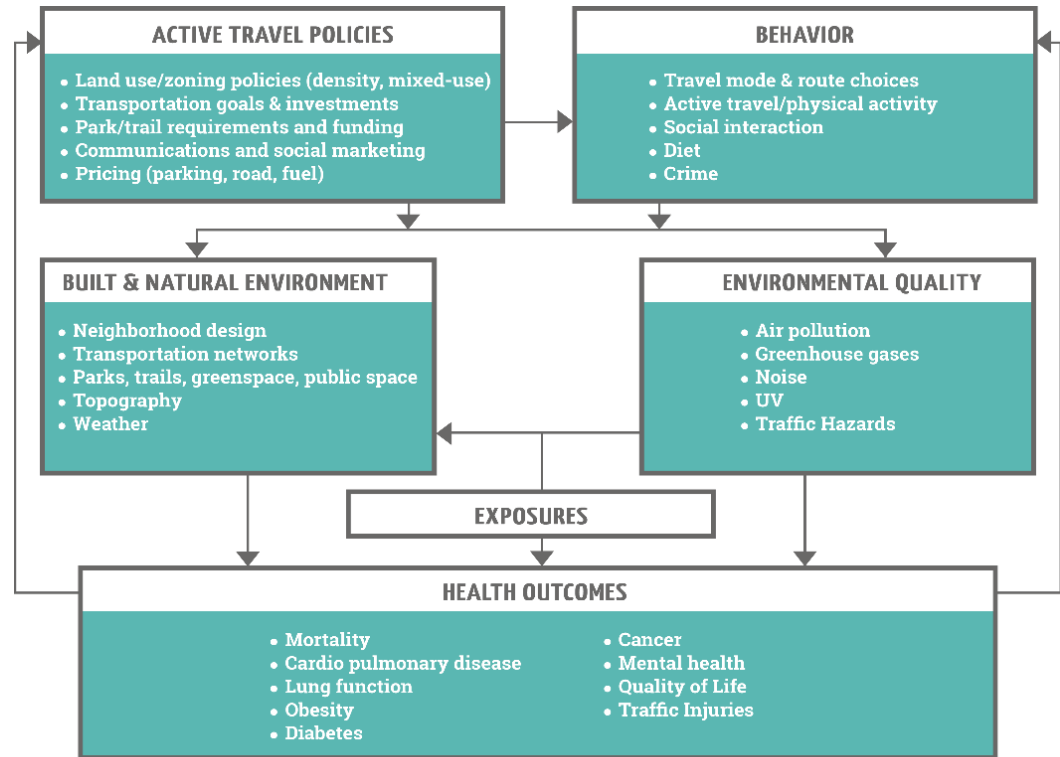 ACTIVE TRAVEL POLICIES
• Land use/zoning policies (density, mixed-use)
• Transportation goals & investments
• Park/trail requirements and funding
• Communications and social marketing
• Pricing (parking, road, fuel)
BEHAVIOR
• Travel mode & route choices
• Active travel/physical activity
• Social interaction
• Diet
• Crime
BUILT & NATURAL ENVIRONMENT
• Neighborhood design
• Transportation networks
• Parks, trails, greenspace, public space
• Topography
• Weather
ENVIRONMENTAL QUALITY
• Air pollution
• Greenhouse gases
• Noise
• UV
• Traffic Hazards
EXPOSURES
HEALTH OUTCOMES
• Mortality
• Cardio pulmonary disease
• Lung function
• Obesity
• Diabetes
• Cancer
• Mental health
• Quality of Life
• Traffic Injuries